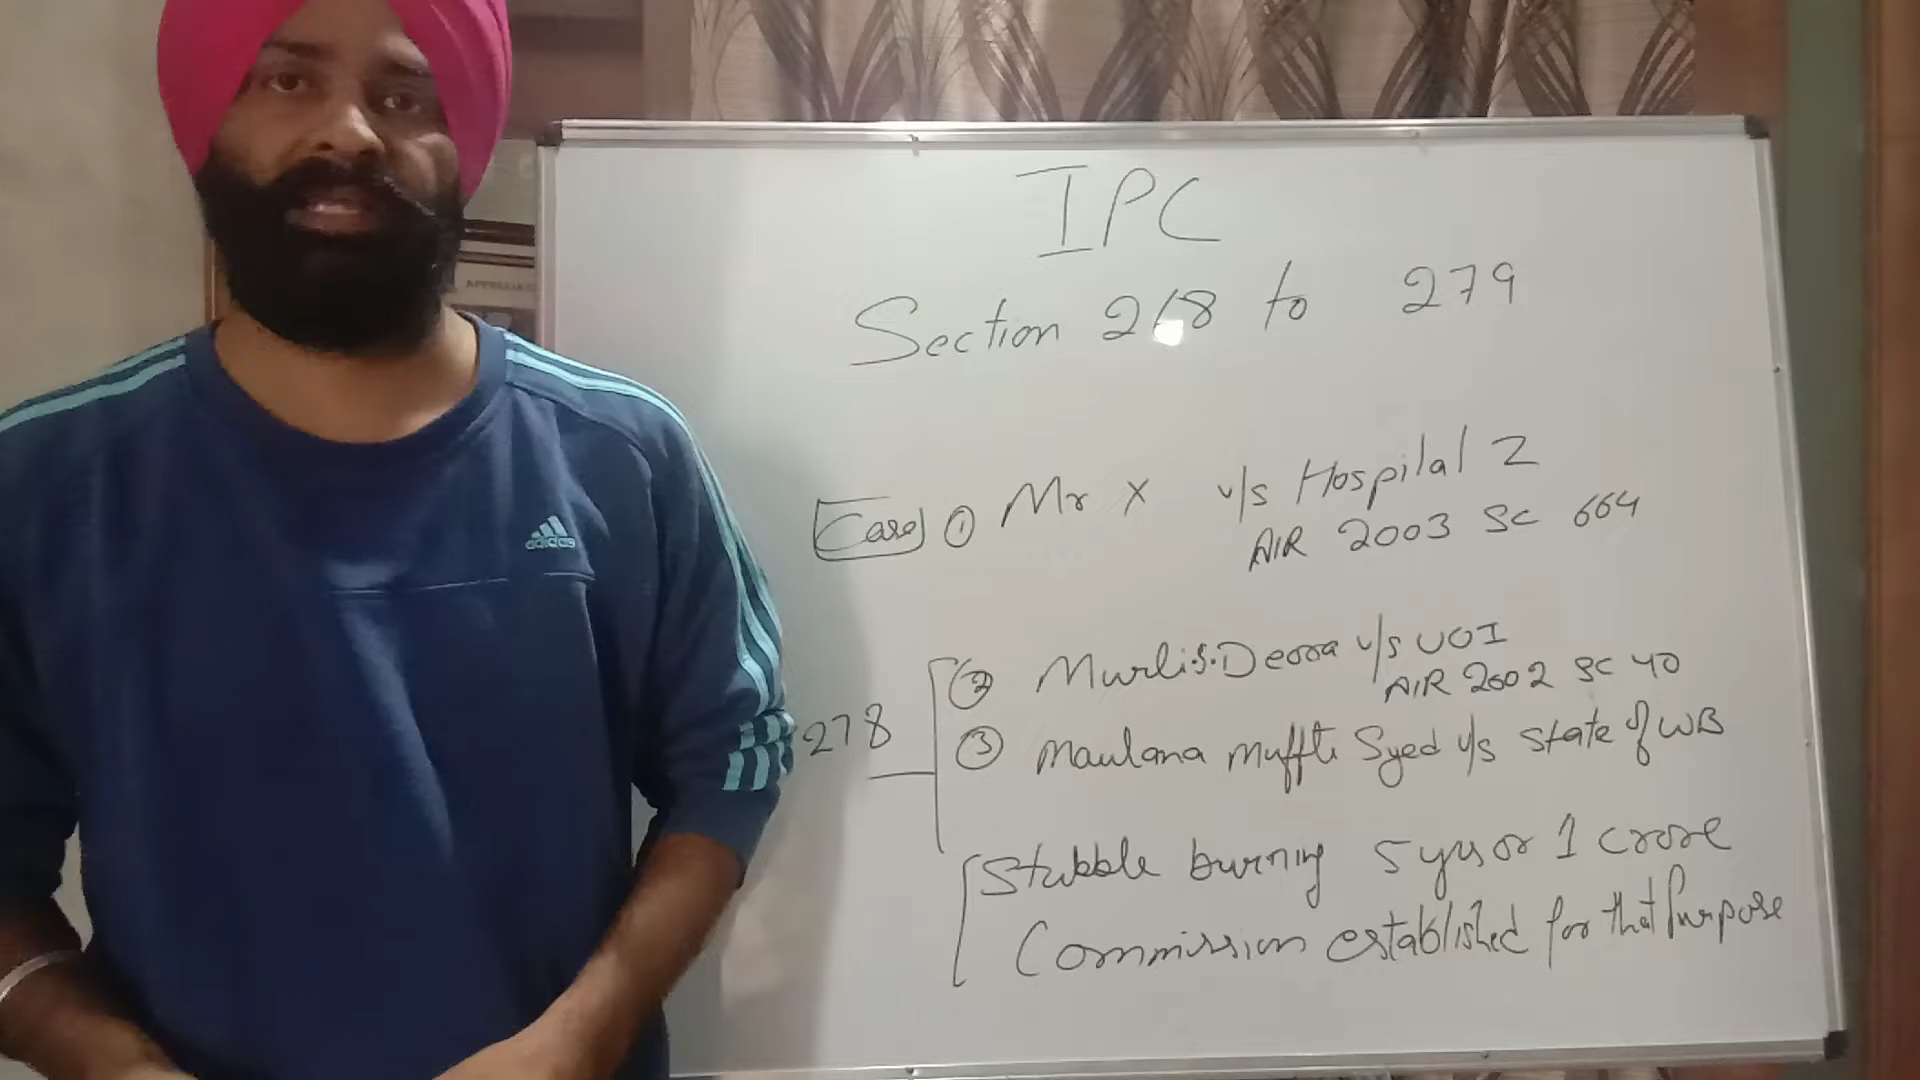 IPC
Section 268 to 279
Case ① Mr X v/s Hospital Z
AIR 2003 SC 664
② Murli.S.Deora v/s UOI
AIR 2002 SC 40
278
③ Maulana Muffti Syed v/s State of WB
Stubble burning 5 yrs or 1 crore
Commission established for that Purpose
adidas